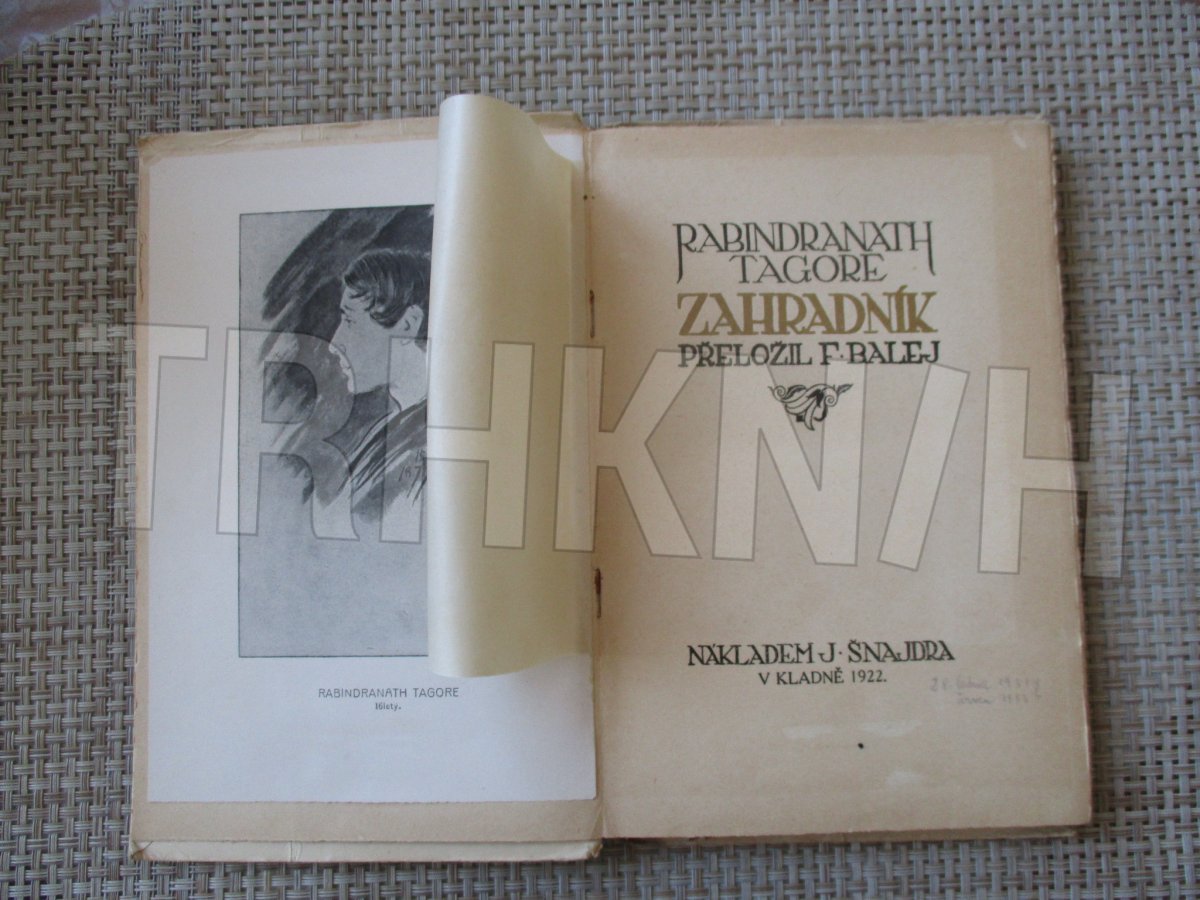 RABINDRANATH TAGORE
16letý.
RABINDRANATH
TAGORE
ZAHRADNÍK
PŘELOŽIL F·BALEJ
NÁKLADEM·J·ŠNAJDRA
V KLADNĚ 1922.
TRHKNIH